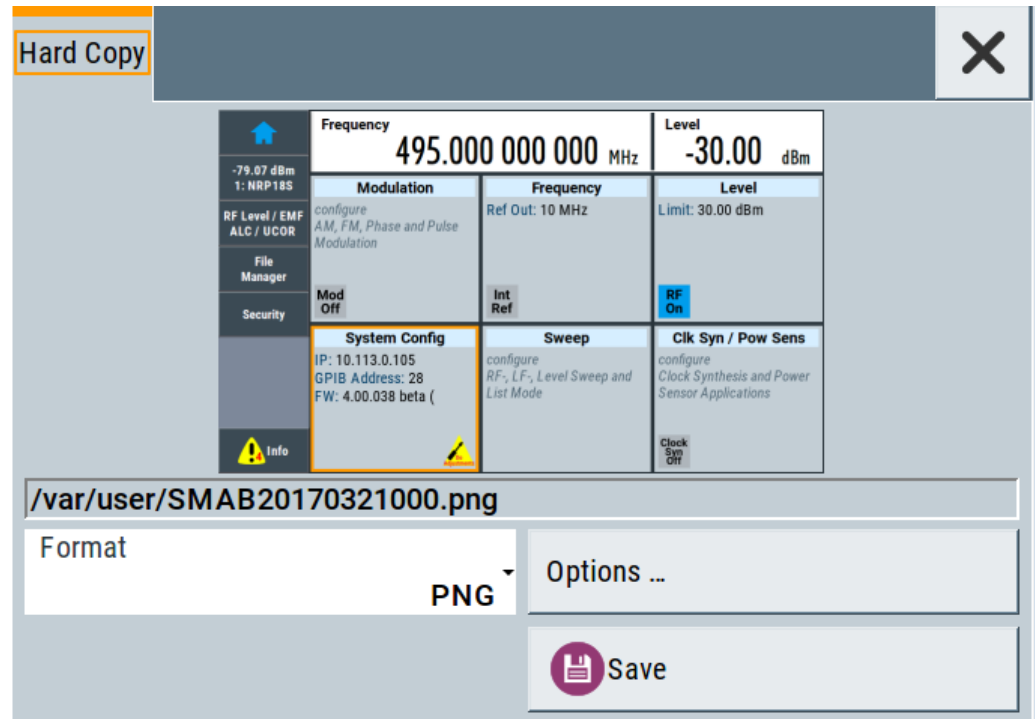 Hard Copy
Frequency
495.000 000 000 MHz
Level
-30.00 dBm
-79.07 dBm
1: NRP18S
RF Level / EMF
ALC / UCOR
File
Manager
Security
Info
4
Modulation
configure
AM, FM, Phase and Pulse
Modulation
Mod
Off
Frequency
Ref Out: 10 MHz
Int
Ref
Level
Limit: 30.00 dBm
RF
On
System Config
IP: 10.113.0.105
GPIB Address: 28
FW: 4.00.038 beta (
Adjustments
Sweep
configure
RF-, LF-, Level Sweep and
List Mode
Clk Syn / Pow Sens
configure
Clock Synthesis and Power
Sensor Applications
Clock
Syn
Off
/var/user/SMAB20170321000.png
Format
PNG
Options ...
Save